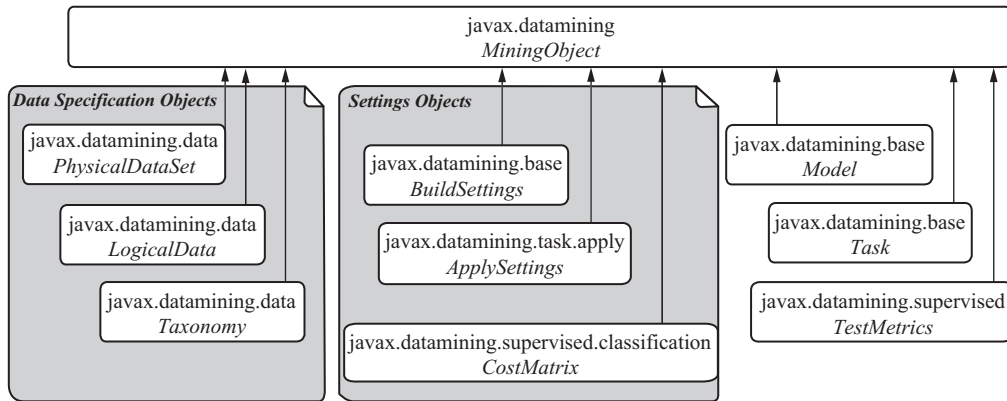 javax.datamining
MiningObject
Data Specification Objects
javax.datamining.data
PhysicalDataSet
javax.datamining.data
LogicalData
javax.datamining.data
Taxonomy
Settings Objects
javax.datamining.base
BuildSettings
javax.datamining.task.apply
ApplySettings
javax.datamining.supervised.classification
CostMatrix
javax.datamining.base
Model
javax.datamining.base
Task
javax.datamining.supervised
TestMetrics